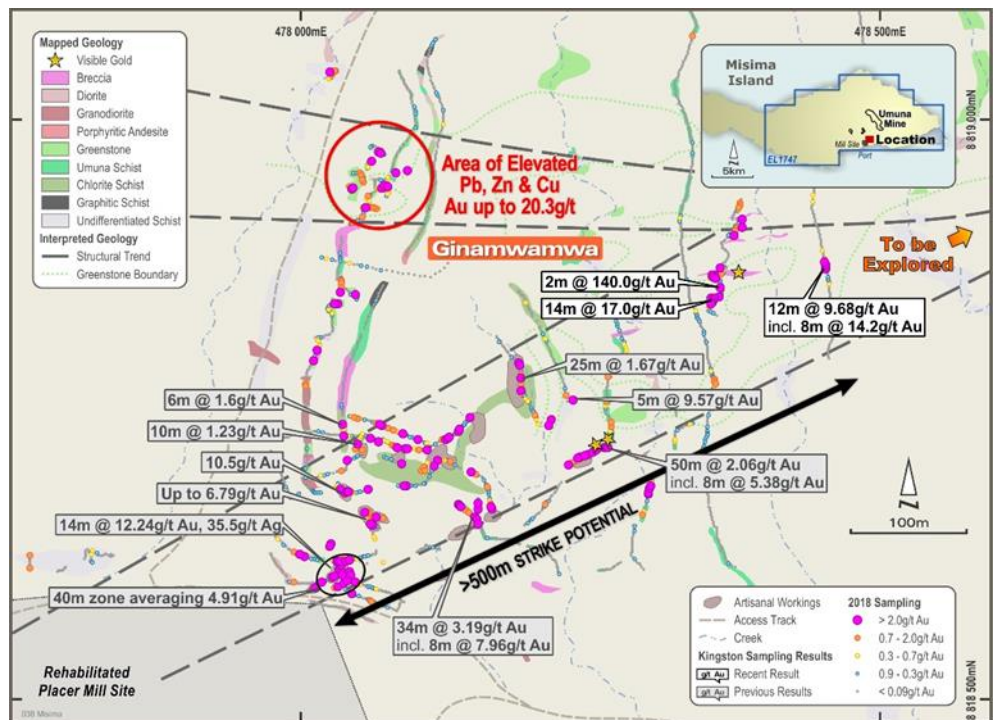 478 000mE
478 500mE
8 819 000mN
8 818 500mN
Mapped Geology
Visible Gold
Breccia
Diorite
Granodiorite
Porphyritic Andesite
Greenstone
Umuna Schist
Chlorite Schist
Graphitic Schist
Undifferentiated Schist
Interpreted Geology
Structural Trend
Greenstone Boundary
Misima
Island
Umuna
Mine
Mill Site
Location
Port
EL1747
N
5km
Area of Elevated
Pb, Zn & Cu
Au up to 20.3g/t
Ginamwamwa
To be
Explored
2m @ 140.0g/t Au
14m @ 17.0g/t Au
12m @ 9.68g/t Au
incl. 8m @ 14.2g/t Au
25m @ 1.67g/t Au
5m @ 9.57g/t Au
6m @ 1.6g/t Au
10m @ 1.23g/t Au
10.5g/t Au
Up to 6.79g/t Au
14m @ 12.24g/t Au, 35.5g/t Ag
40m zone averaging 4.91g/t Au
50m @ 2.06g/t Au
incl. 8m @ 5.38g/t Au
34m @ 3.19g/t Au
incl. 8m @ 7.96g/t Au
>500m STRIKE POTENTIAL
N
100m
Rehabilitated
Placer Mill Site
Artisanal Workings
Access Track
Creek
Kingston Sampling Results
g/t Au Recent Result
g/t Au Previous Results
2018 Sampling
> 2.0g/t Au
0.7 - 2.0g/t Au
0.3 - 0.7g/t Au
0.9 - 0.3g/t Au
< 0.09g/t Au
038 Misima